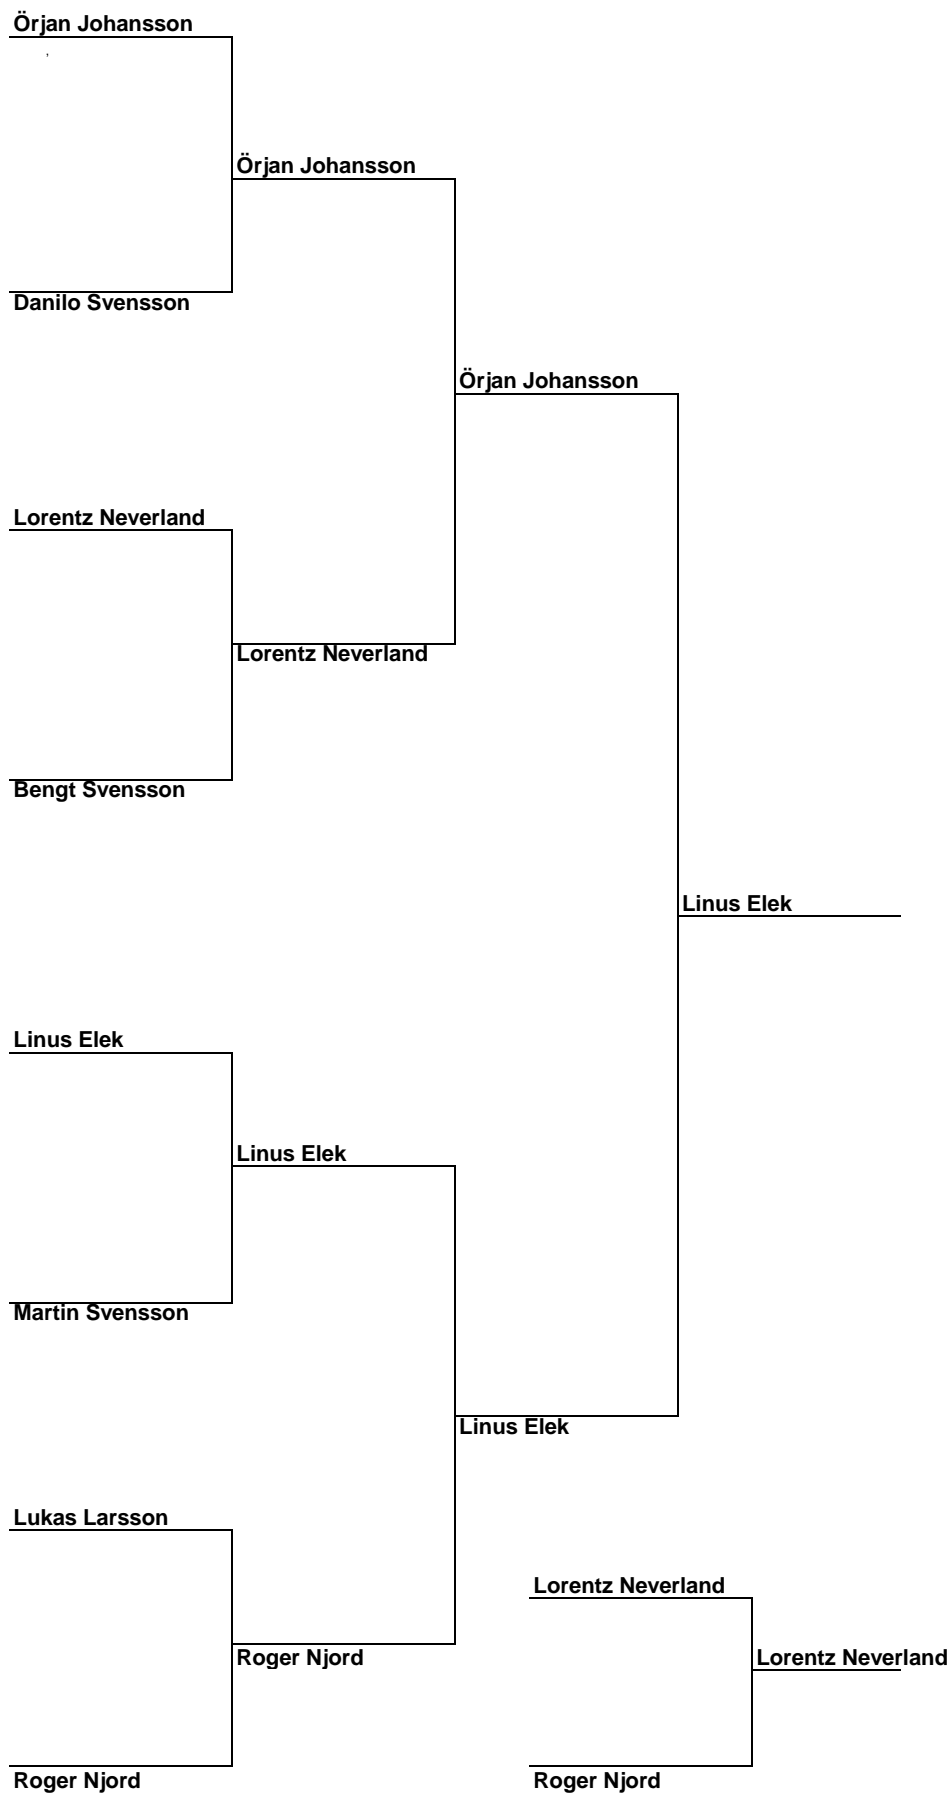 Örjan Johansson
,
Örjan Johansson
Danilo Svensson
Örjan Johansson
Lorentz Neverland
Lorentz Neverland
Bengt Svensson
Linus Elek
Linus Elek
Linus Elek
Martin Svensson
Linus Elek
Lukas Larsson
Lorentz Neverland
Roger Njord
Lorentz Neverland
Roger Njord
Roger Njord